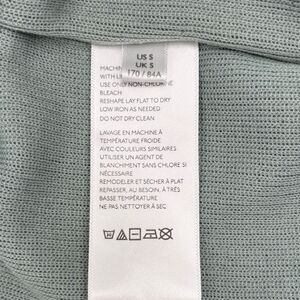 US S
UK S
170 / 84A
MACHIN
WITH LI
USE ONLY NON-CHLORINE
BLEACH
RESHAPE LAY FLAT TO DRY
LOW IRON AS NEEDED
DO NOT DRY CLEAN
LAVAGE EN MACHINE À
TEMPÉRATURE FROIDE
AVEC COULEURS SIMILAIRES
UTILISER UN AGENT DE
BLANCHIMENT SANS CHLORE SI
NÉCESSAIRE
REMODELER ET SÉCHER À PLAT
REPASSER, AU BESOIN, À TRÈS
BASSE TEMPÉRATURE
NE PAS NETTOYER À SEC